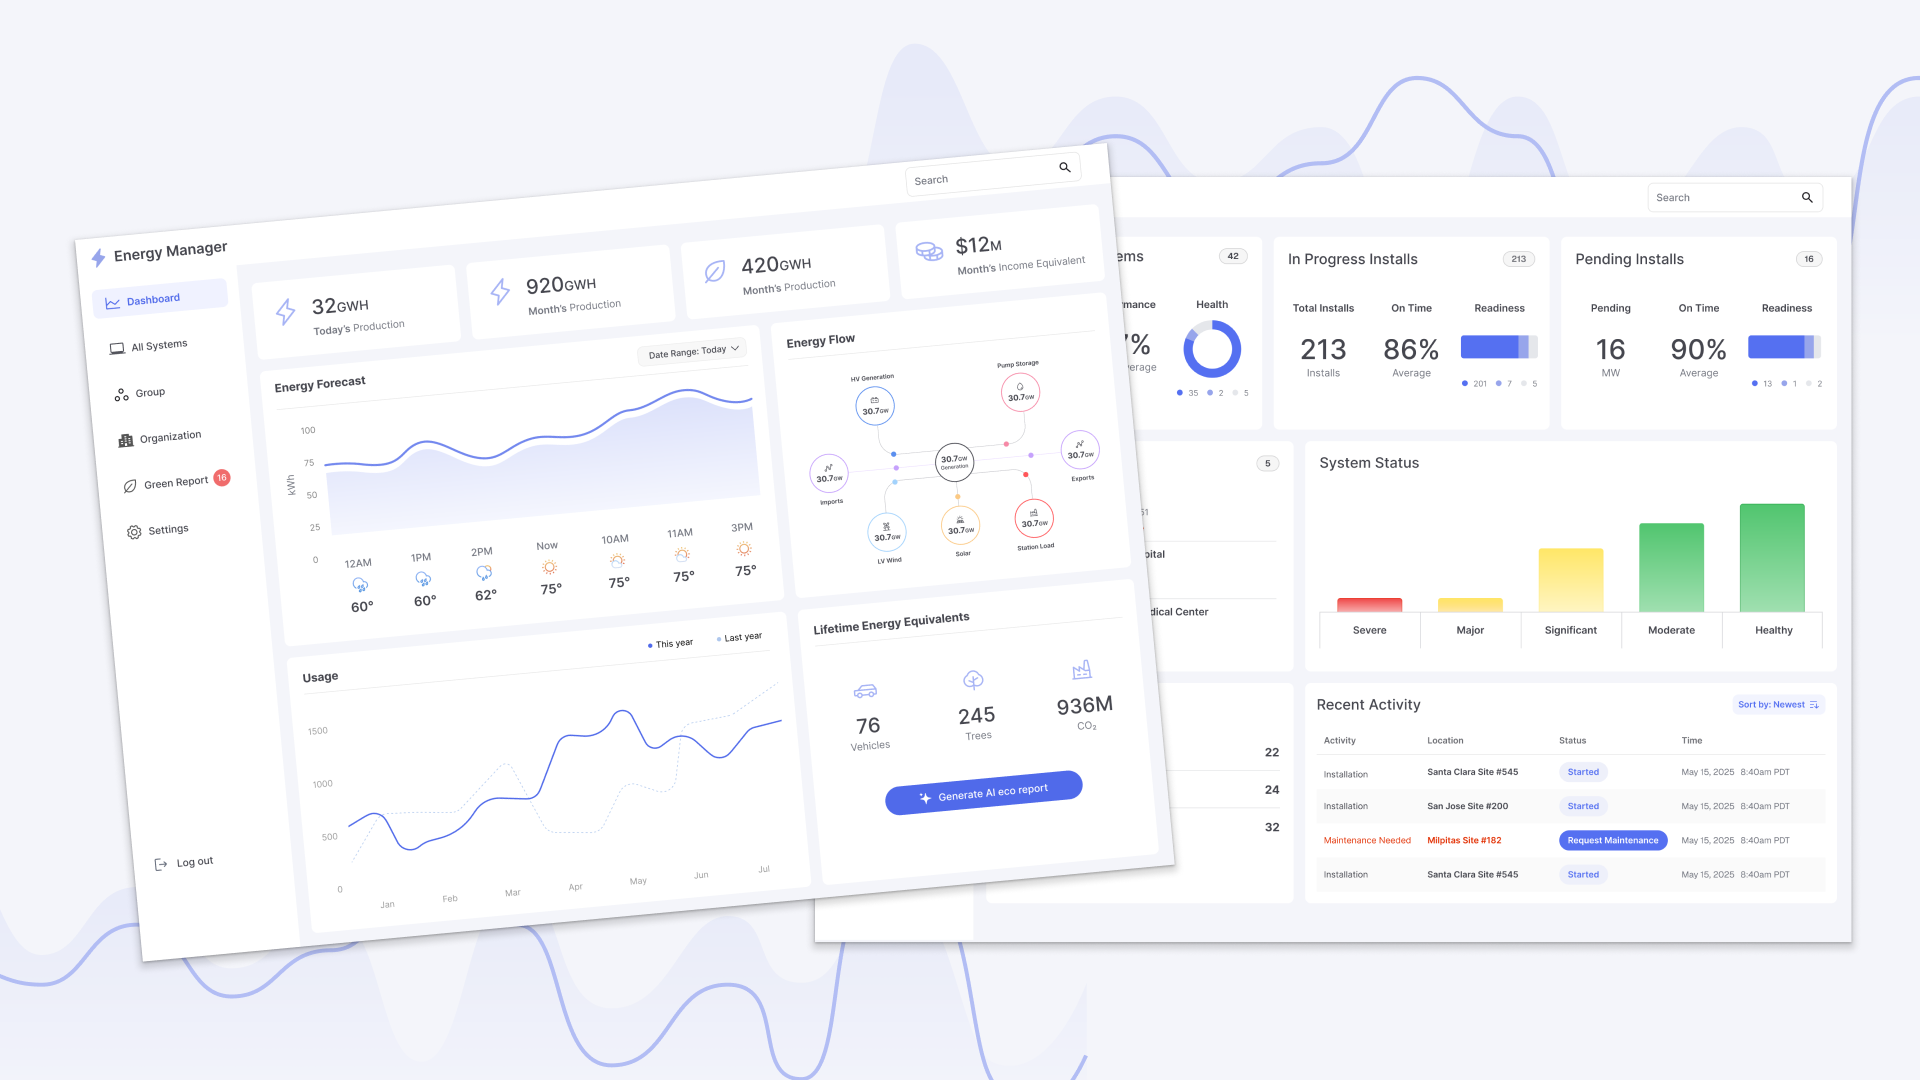 Energy Manager
Search
Dashboard
All Systems
Group
Organization
Green Report 16
Settings
Log out
32GWH
Today's Production
920GWH
Month's Production
420GWH
Month's Production
$12M
Month's Income Equivalent
Energy Forecast
Date Range: Today
kWh
100
75
50
25
0
12AM
1PM
2PM
Now
10AM
11AM
3PM
60°
60°
62°
75°
75°
75°
75°
Energy Flow
HV Generation
30.7GW
Pump Storage
30.7GW
30.7GW
Imports
30.7GW
Generation
30.7GW
Exports
30.7GW
LV Wind
30.7GW
Solar
30.7GW
Station Load
Usage
This year
Last year
1500
1000
500
0
Jan
Feb
Mar
Apr
May
Jun
Jul
Lifetime Energy Equivalents
76
Vehicles
245
Trees
936M
CO₂
Generate AI eco report
Search
42
Health
35 2 5
In Progress Installs 213
Total Installs On Time Readiness
213 86%
Installs Average
201 7 5
Pending Installs 16
Pending On Time Readiness
16 90%
MW Average
13 1 2
5
Center
22
24
32
System Status
Severe Major Significant Moderate Healthy
Recent Activity
Sort by: Newest
Activity Location Status Time
Installation Santa Clara Site #545 Started May 15, 2025 8:40am PDT
Installation San Jose Site #200 Started May 15, 2025 8:40am PDT
Maintenance Needed Milpitas Site #182 Request Maintenance May 15, 2025 8:40am PDT
Installation Santa Clara Site #545 Started May 15, 2025 8:40am PDT